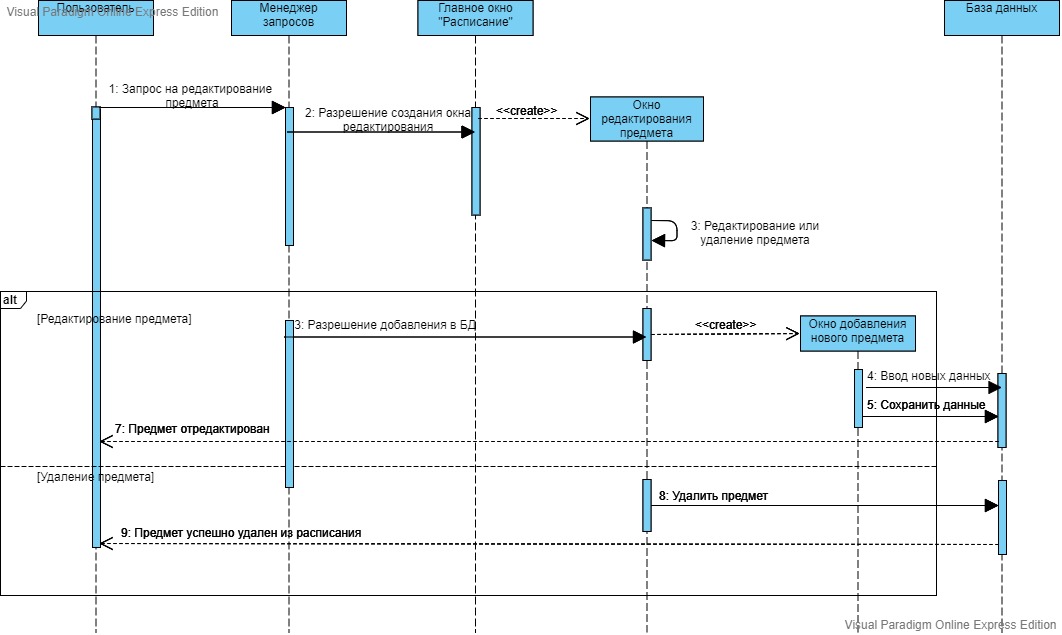 Visual Paradigm Online Express Edition
Пользователь
Менеджер
запросов
Главное окно
"Расписание"
База данных
1: Запрос на редактирование
предмета
2: Разрешение создания окна
редактирования
<<create>>
Окно
редактирования
предмета
3: Редактирование или
удаление предмета
alt
[Редактирование предмета]
3: Разрешение добавления в БД
<<create>>
Окно добавления
нового предмета
4: Ввод новых данных
5: Сохранить данные
7: Предмет отредактирован
[Удаление предмета]
8: Удалить предмет
9: Предмет успешно удален из расписания
Visual Paradigm Online Express Edition